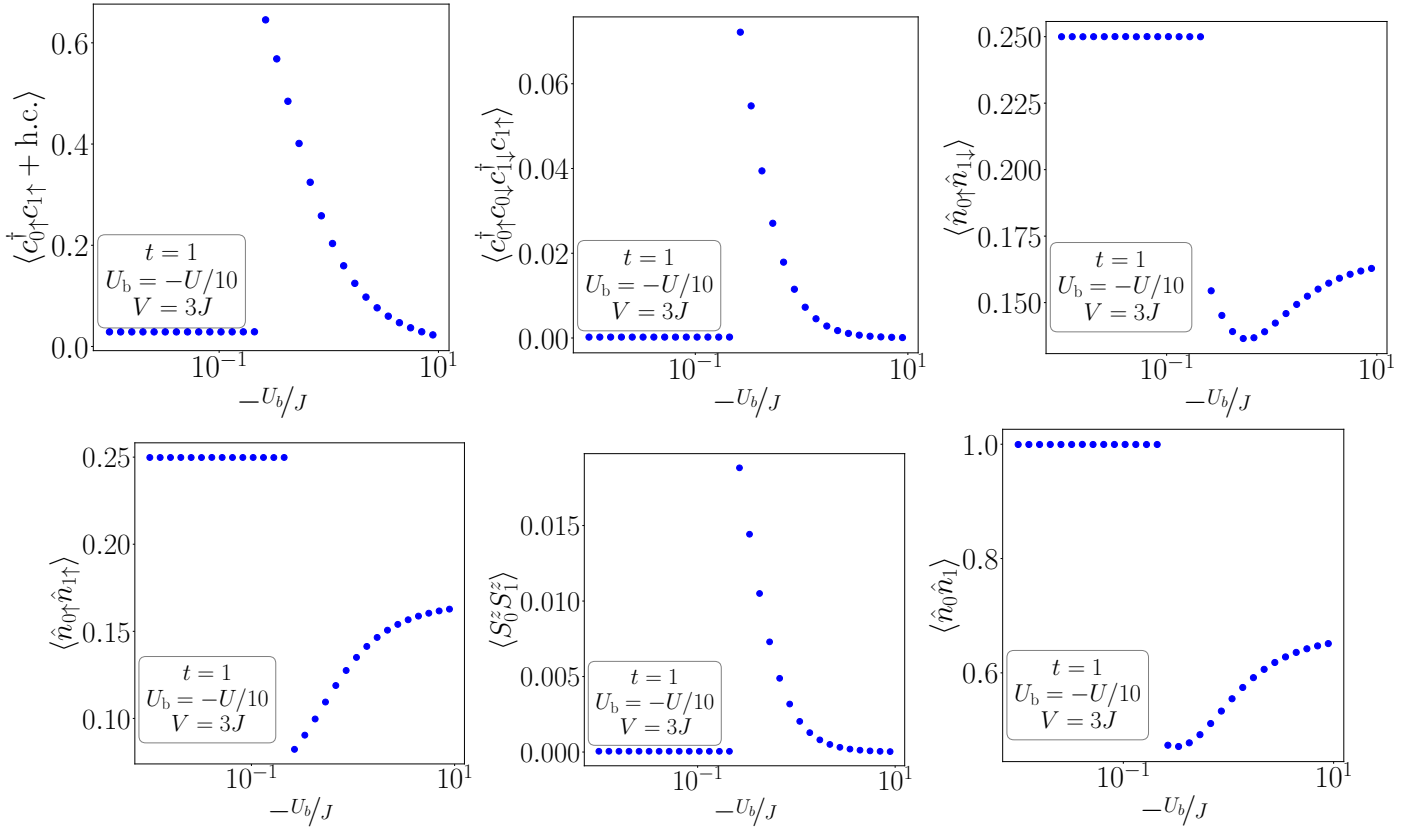 ⟨c†0↑c1↑ + h.c.⟩
0.6
0.4
0.2
0.0
t = 1
Ub = −U/10
V = 3J
10−1
101
−Ub/J
⟨c†0↑c0↓c†1↓c1↑⟩
0.06
0.04
0.02
0.00
t = 1
Ub = −U/10
V = 3J
10−1
101
−Ub/J
⟨n̂0↑n̂1↓⟩
0.250
0.225
0.200
0.175
0.150
t = 1
Ub = −U/10
V = 3J
10−1
101
−Ub/J
⟨n̂0↑n̂1↑⟩
0.25
0.20
0.15
0.10
t = 1
Ub = −U/10
V = 3J
10−1
101
−Ub/J
⟨Sz0Sz1⟩
0.015
0.010
0.005
0.000
t = 1
Ub = −U/10
V = 3J
10−1
101
−Ub/J
⟨n̂0n̂1⟩
1.0
0.8
0.6
t = 1
Ub = −U/10
V = 3J
10−1
101
−Ub/J